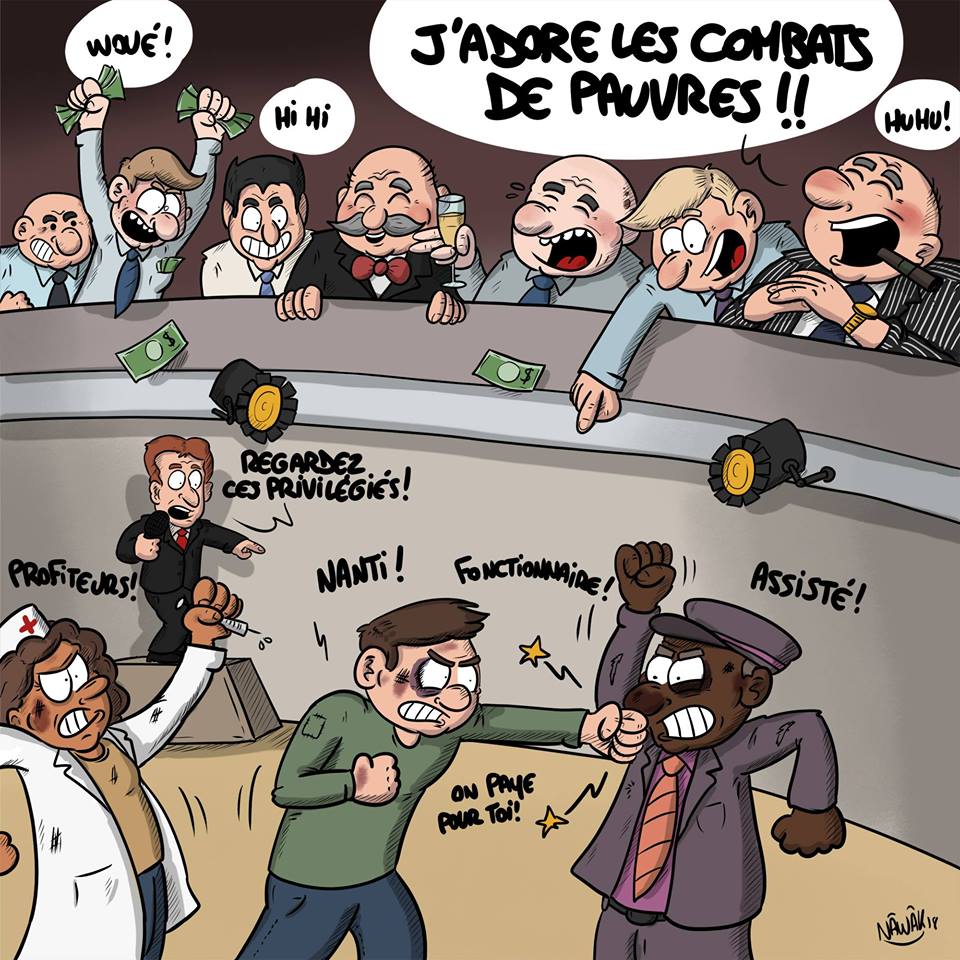 WOUÉ!
HI HI
J'ADORE LES COMBATS
DE PAUVRES !!
HUHU!
REGARDEZ
CES PRIVILÉGIÉS!
PROFITEURS!
NANTI!
FONCTIONNAIRE!
ASSISTÉ!
ON PAYE
POUR TOI!
NÂWÂK 18